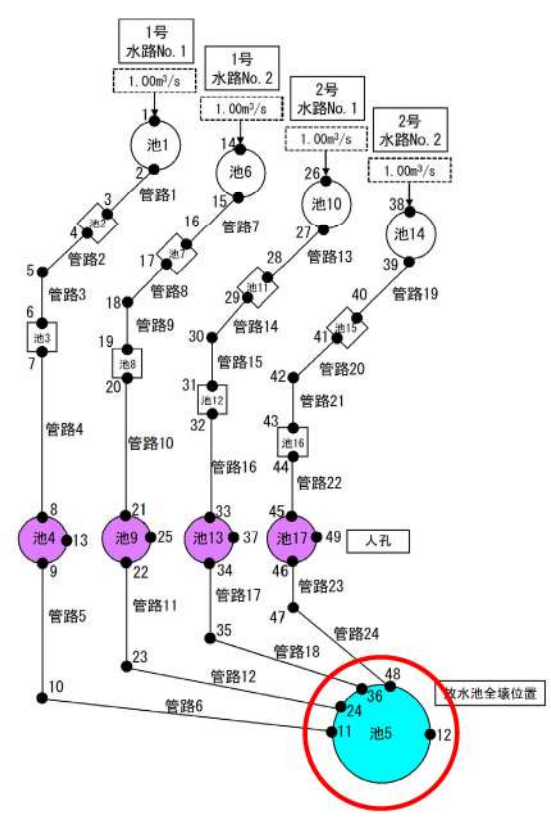 1号
水路No.1
1.00m³/s
1
池1
2
管路1
3
池2
4
管路2
5
管路3
6
池3
7
管路4
8
池4
13
9
管路5
10
管路6
11
1号
水路No.2
1.00m³/s
14
池6
15
管路7
16
池7
17
管路8
18
管路9
19
池8
20
管路10
21
池9
25
22
管路11
23
管路12
24
2号
水路No.1
1.00m³/s
26
池10
27
管路13
28
池11
29
管路14
30
管路15
31
池12
32
管路16
33
池13
37
34
管路17
35
管路18
36
2号
水路No.2
1.00m³/s
38
池14
39
管路19
40
池15
41
管路20
42
管路21
43
池16
44
管路22
45
池17
49
46
管路23
47
管路24
48
人孔
放水池全壊位置
池5
12